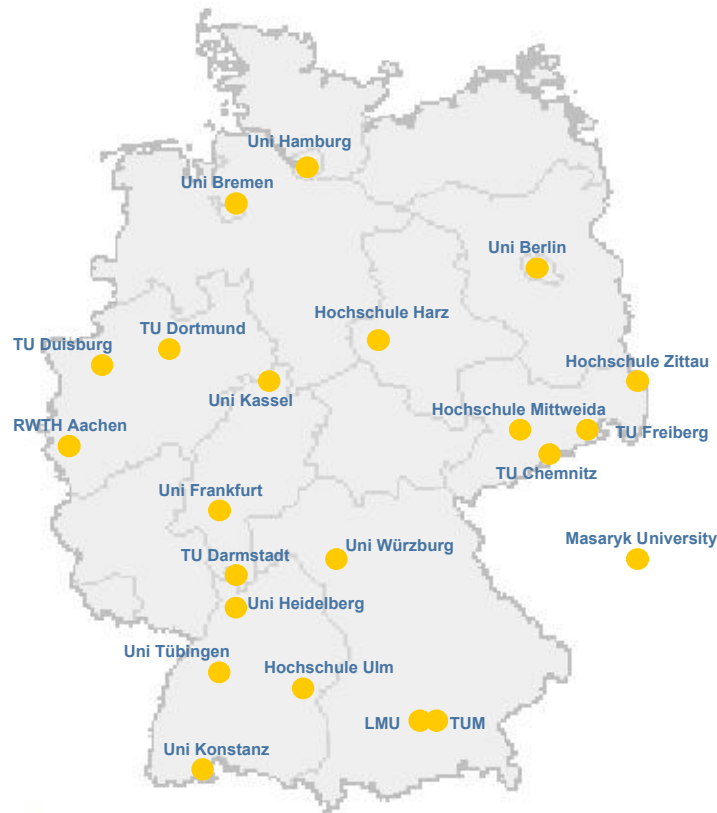 Uni Hamburg
Uni Bremen
Uni Berlin
Hochschule Harz
TU Dortmund
TU Duisburg
Hochschule Zittau
Uni Kassel
Hochschule Mittweida
RWTH Aachen
TU Freiberg
TU Chemnitz
Uni Frankfurt
Masaryk University
Uni Würzburg
TU Darmstadt
Uni Heidelberg
Uni Tübingen
Hochschule Ulm
LMU
TUM
Uni Konstanz